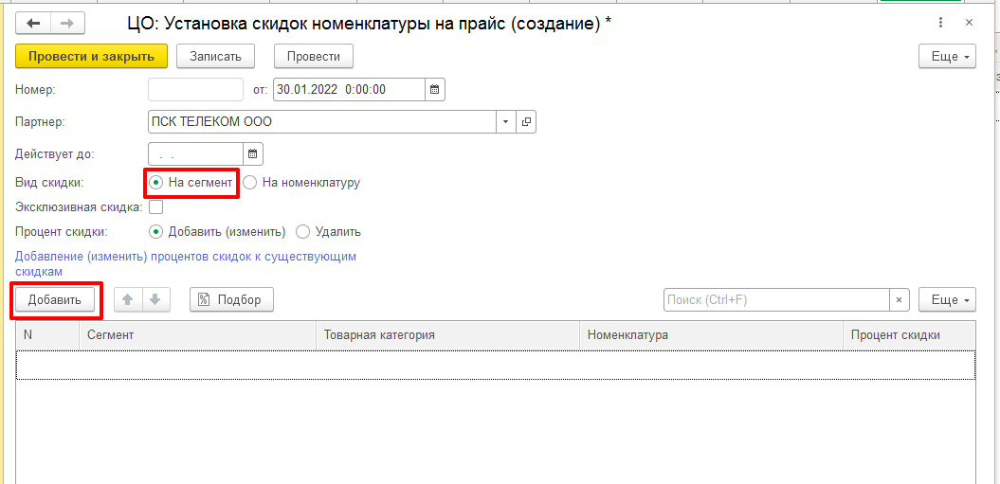 ЦО: Установка скидок номенклатуры на прайс (создание) *
Провести и закрыть Записать Провести Еще
Номер: от: 30.01.2022 0:00:00
Партнер: ПСК ТЕЛЕКОМ ООО
Действует до: . .
Вид скидки: На сегмент На номенклатуру
Эксклюзивная скидка:
Процент скидки: Добавить (изменить) Удалить
Добавление (изменить) процентов скидок к существующим
скидкам
Добавить Подбор Поиск (Ctrl+F) × Еще
N Сегмент Товарная категория Номенклатура Процент скидки